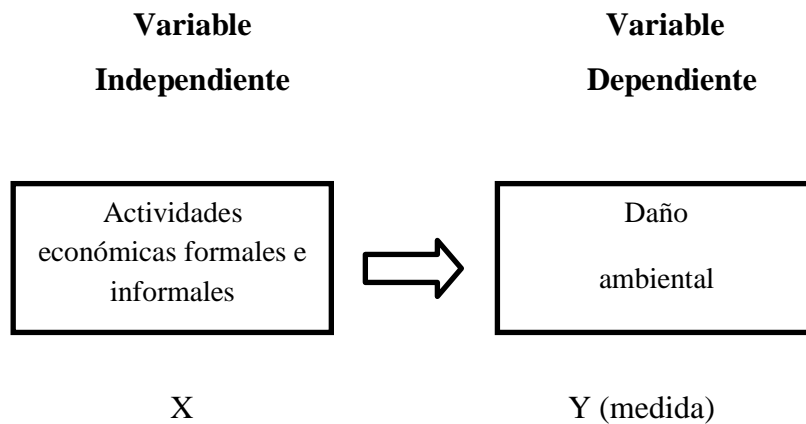 Variable
Independiente
Variable
Dependiente
Actividades
económicas formales e
informales
Daño
ambiental
X
Y (medida)